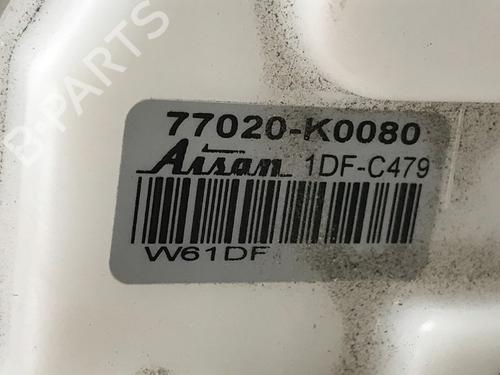 B-PARTS
77020-K0080
Aisan 1DF-C479
W61DF